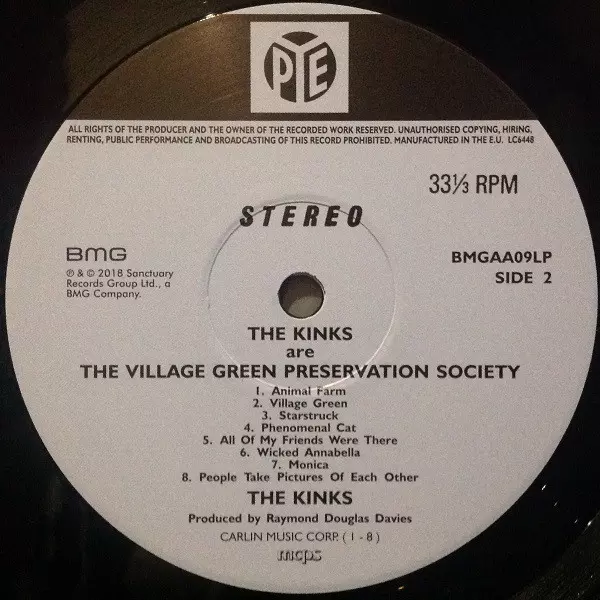 PYE
ALL RIGHTS OF THE PRODUCER AND THE OWNER OF THE RECORDED WORK RESERVED. UNAUTHORISED COPYING, HIRING,
RENTING, PUBLIC PERFORMANCE AND BROADCASTING OF THIS RECORD PROHIBITED. MANUFACTURED IN THE E.U. LC6448
33⅓ RPM
STEREO
BMG
℗ & © 2018 Sanctuary
Records Group Ltd., a
BMG Company.
BMGAA09LP
SIDE 2
THE KINKS
are
THE VILLAGE GREEN PRESERVATION SOCIETY
1. Animal Farm
2. Village Green
3. Starstruck
4. Phenomenal Cat
5. All Of My Friends Were There
6. Wicked Annabella
7. Monica
8. People Take Pictures Of Each Other
THE KINKS
Produced by Raymond Douglas Davies
CARLIN MUSIC CORP. ( 1 - 8 )
mcps